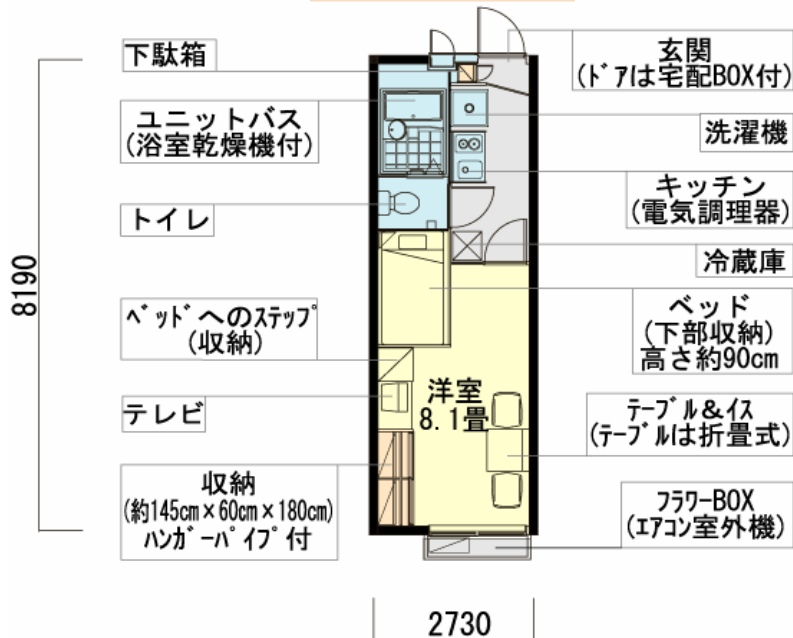 下駄箱
ユニットバス
(浴室乾燥機付)
トイレ
ベッドへのステップ
(収納)
テレビ
収納
(約145cm×60cm×180cm)
ハンガーパイプ付
8190
洋室
8.1畳
玄関
(ドアは宅配BOX付)
洗濯機
キッチン
(電気調理器)
冷蔵庫
ベッド
(下部収納)
高さ約90cm
テーブル&イス
(テーブルは折畳式)
フラワーBOX
(エアコン室外機)
2730